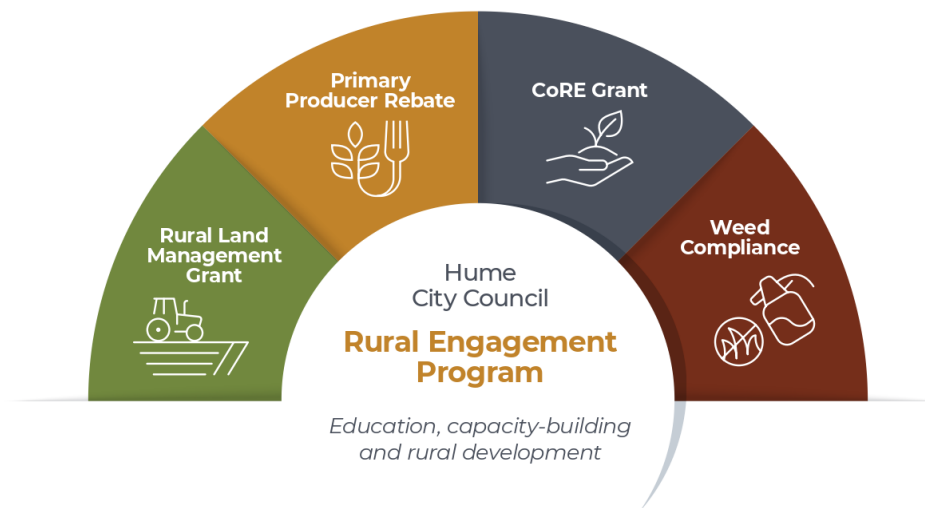 Primary
Producer Rebate
CoRE Grant
Rural Land
Management
Grant
Weed
Compliance
Hume
City Council
Rural Engagement
Program
Education, capacity-building
and rural development